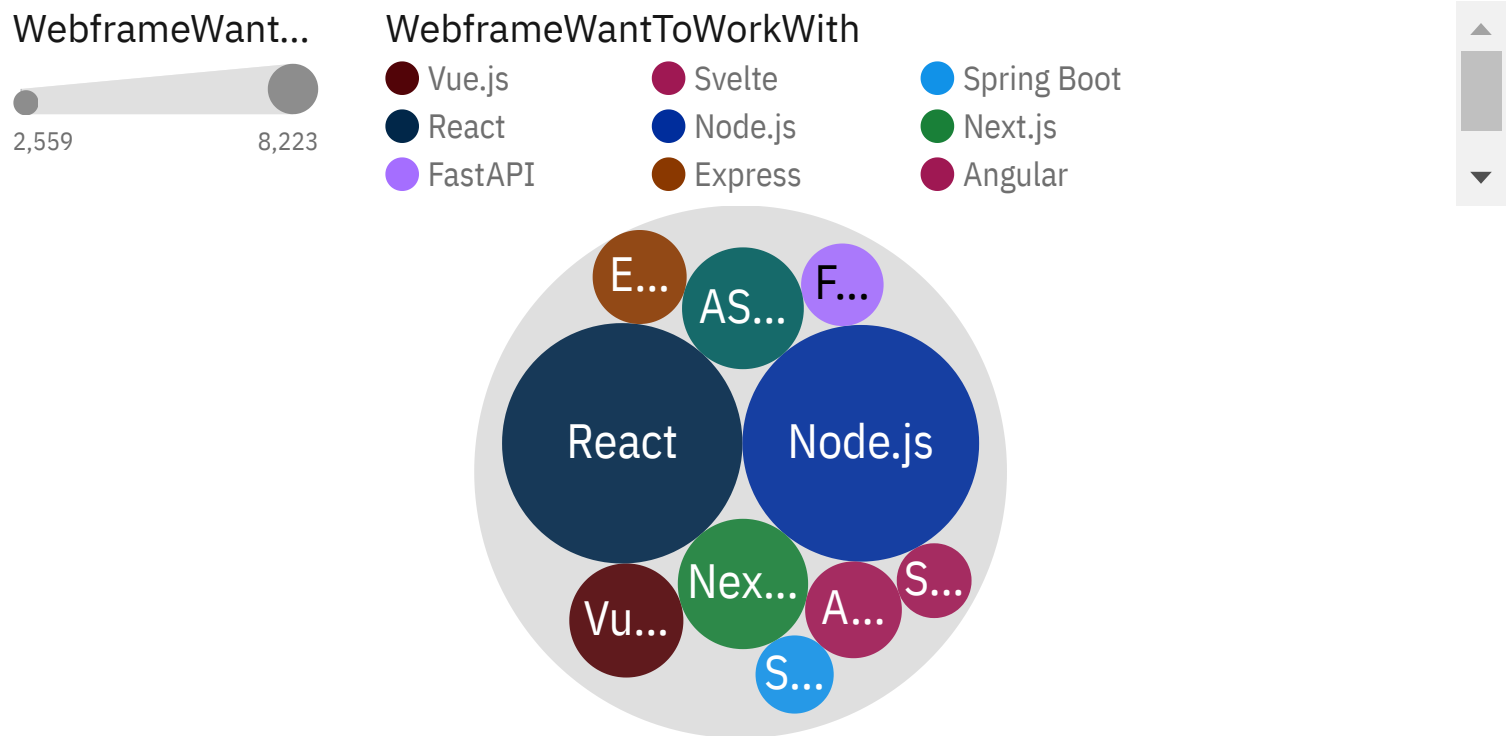 WebframeWant...
2,559 8,223
WebframeWantToWorkWith
Vue.js Svelte Spring Boot
React Node.js Next.js
FastAPI Express Angular
E... AS... F...
React Node.js
Nex... S...
Vu... A...
S...